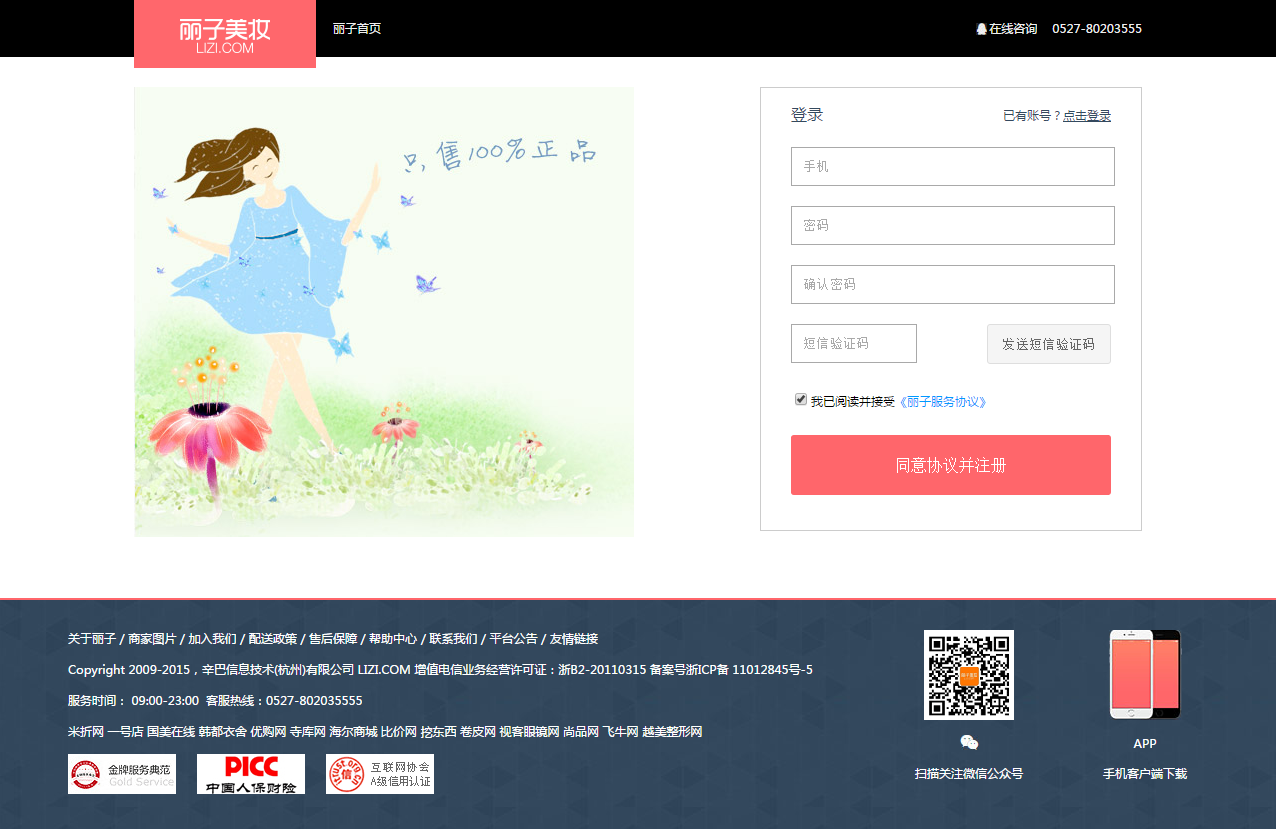 丽子美妆
LIZI.COM
丽子首页
在线咨询 0527-80203555
只售100%正品
登录
已有账号？点击登录
手机
密码
确认密码
短信验证码
发送短信验证码
我已阅读并接受《丽子服务协议》
同意协议并注册
关于丽子 / 商家图片 / 加入我们 / 配送政策 / 售后保障 / 帮助中心 / 联系我们 / 平台公告 / 友情链接
Copyright 2009-2015，辛巴信息技术(杭州)有限公司 LIZI.COM 增值电信业务经营许可证：浙B2-20110315 备案号浙ICP备 11012845号-5
服务时间： 09:00-23:00 客服热线：0527-802035555
米折网 一号店 国美在线 韩都衣舍 优购网 寺库网 海尔商城 比价网 挖东西 卷皮网 视客眼镜网 尚品网 飞牛网 越美整形网
金牌服务典范
Gold Service
PICC
中国人保财险
信
互联网协会
A级信用认证
扫描关注微信公众号
APP
手机客户端下载